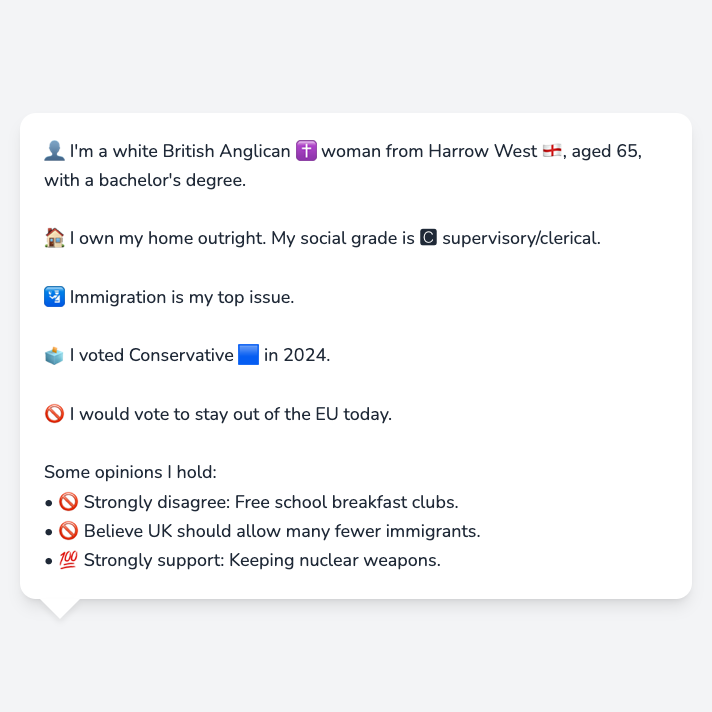 👤 I'm a white British Anglican ✝️ woman from Harrow West 🏴󠁧󠁢󠁥󠁮󠁧󠁿, aged 65,
with a bachelor's degree.
🏠 I own my home outright. My social grade is 🅲 supervisory/clerical.
🛂 Immigration is my top issue.
🗳️ I voted Conservative 🟦 in 2024.
🚫 I would vote to stay out of the EU today.
Some opinions I hold:
• 🚫 Strongly disagree: Free school breakfast clubs.
• 🚫 Believe UK should allow many fewer immigrants.
• 💯 Strongly support: Keeping nuclear weapons.